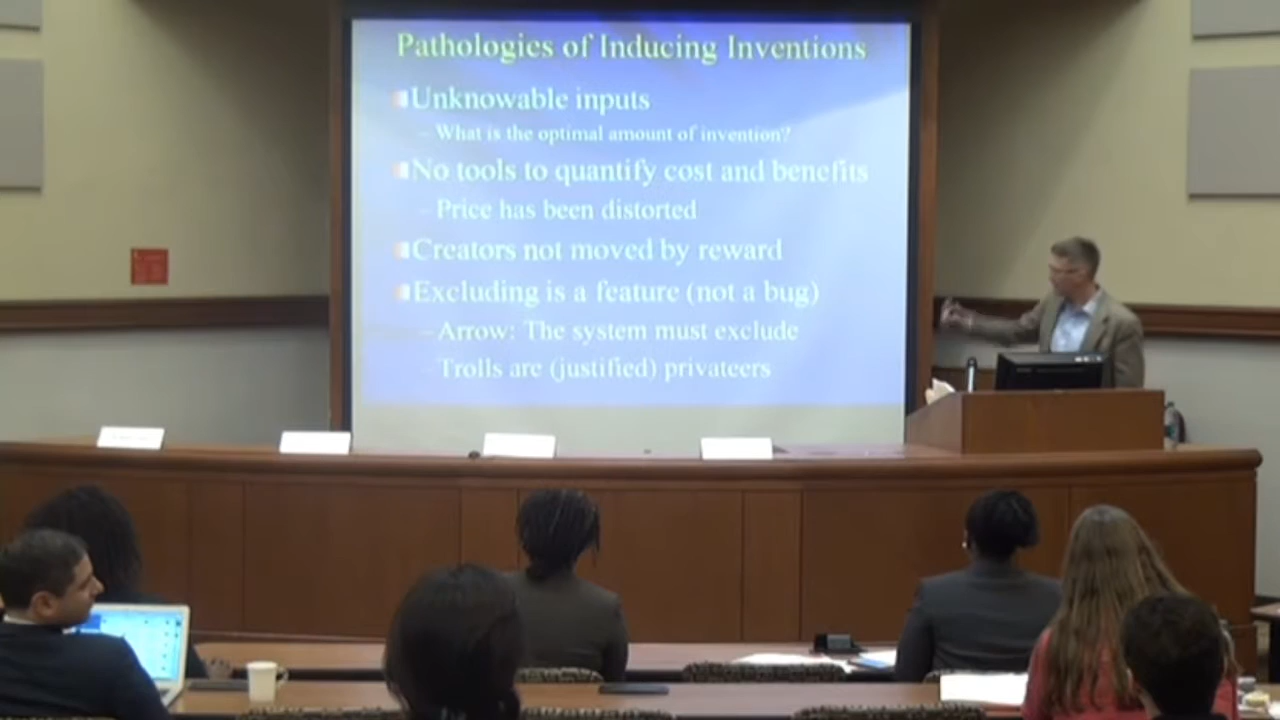 Pathologies of Inducing Inventions
Unknowable inputs
– What is the optimal amount of invention?
No tools to quantify cost and benefits
– Price has been distorted
Creators not moved by reward
Excluding is a feature (not a bug)
– Arrow: The system must exclude
– Trolls are (justified) privateers